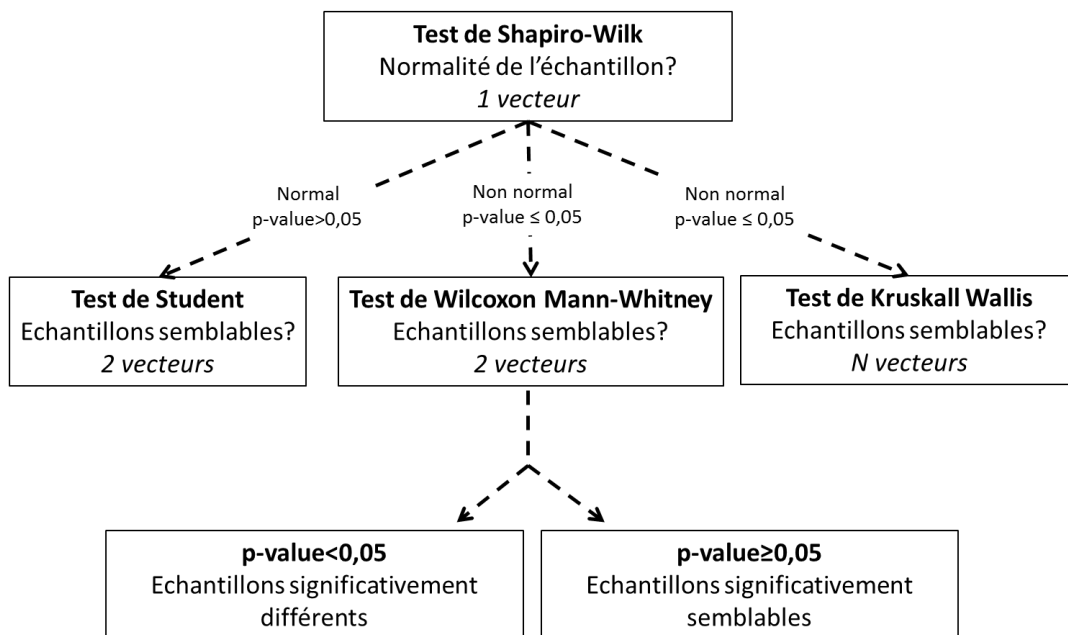 Test de Shapiro-Wilk
Normalité de l'échantillon?
1 vecteur
Normal
p-value>0,05
Non normal
p-value ≤ 0,05
Non normal
p-value ≤ 0,05
Test de Student
Echantillons semblables?
2 vecteurs
Test de Wilcoxon Mann-Whitney
Echantillons semblables?
2 vecteurs
Test de Kruskall Wallis
Echantillons semblables?
N vecteurs
p-value<0,05
Echantillons significativement
différents
p-value≥0,05
Echantillons significativement
semblables